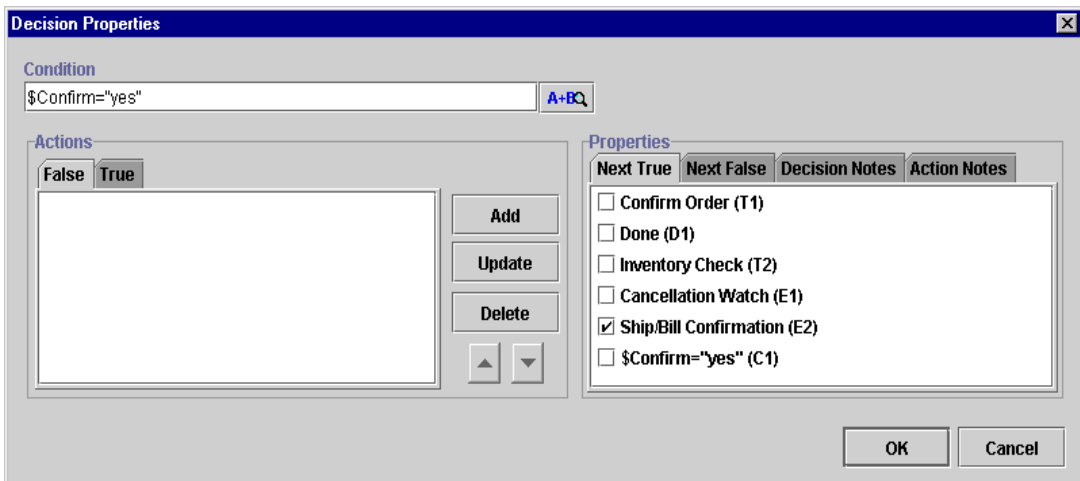 Decision Properties
Condition
$Confirm="yes"
A+B
Actions
False True
Add
Update
Delete
Properties
Next True Next False Decision Notes Action Notes
Confirm Order (T1)
Done (D1)
Inventory Check (T2)
Cancellation Watch (E1)
Ship/Bill Confirmation (E2)
$Confirm="yes" (C1)
OK Cancel